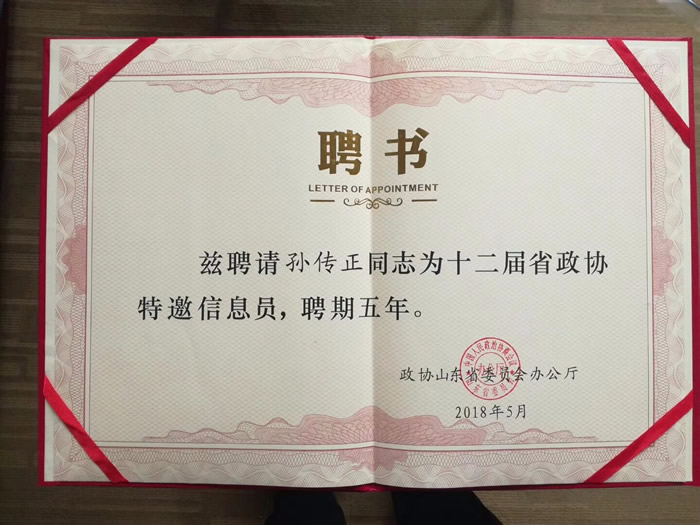 聘书
LETTER OF APPOINTMENT
兹聘请孙传正同志为十二届省政协
特邀信息员，聘期五年。
政协山东省委员会办公厅
2018年5月